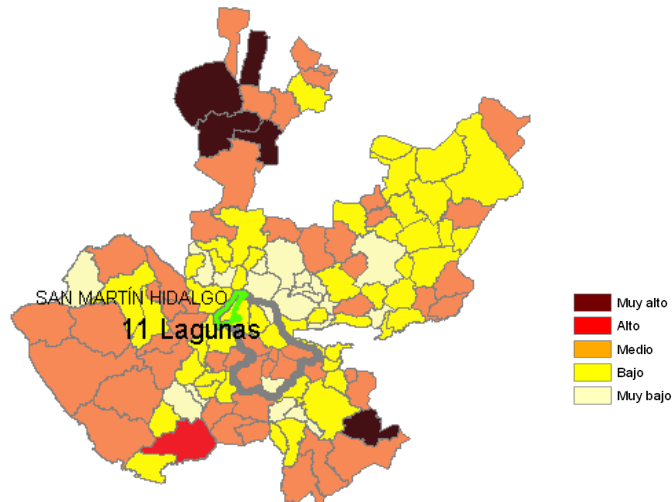 SAN MARTÍN HIDALGO
11 Lagunas
Muy alto
Alto
Medio
Bajo
Muy bajo